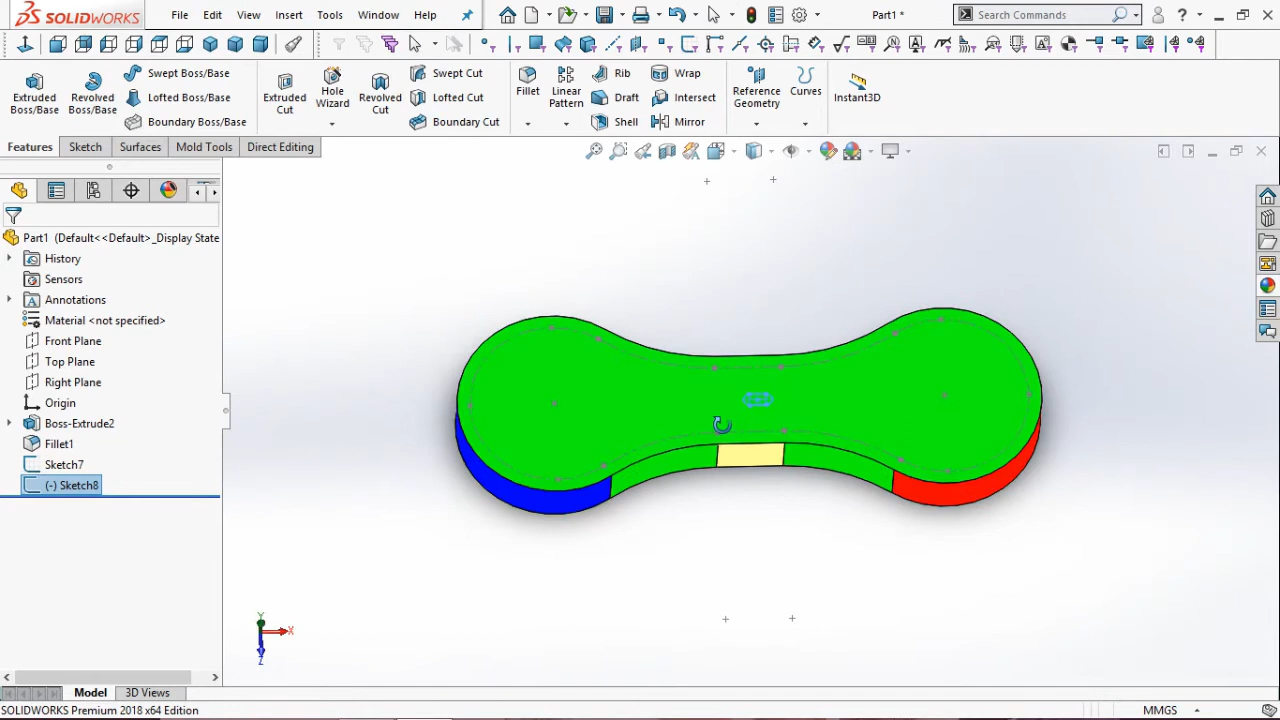 SOLIDWORKS File Edit View Insert Tools Window Help Part1 * Search Commands
Extruded Boss/Base Revolved Boss/Base Swept Boss/Base Lofted Boss/Base Boundary Boss/Base Extruded Cut Hole Wizard Revolved Cut Swept Cut Lofted Cut Boundary Cut Fillet Linear Pattern Rib Draft Shell Wrap Intersect Mirror Reference Geometry Curves Instant3D
Features Sketch Surfaces Mold Tools Direct Editing
Part1 (Default<<Default>_Display State
History
Sensors
Annotations
Material <not specified>
Front Plane
Top Plane
Right Plane
Origin
Boss-Extrude2
Fillet1
Sketch7
(-) Sketch8
Y
X
Z
Model 3D Views
SOLIDWORKS Premium 2018 x64 Edition MMGS